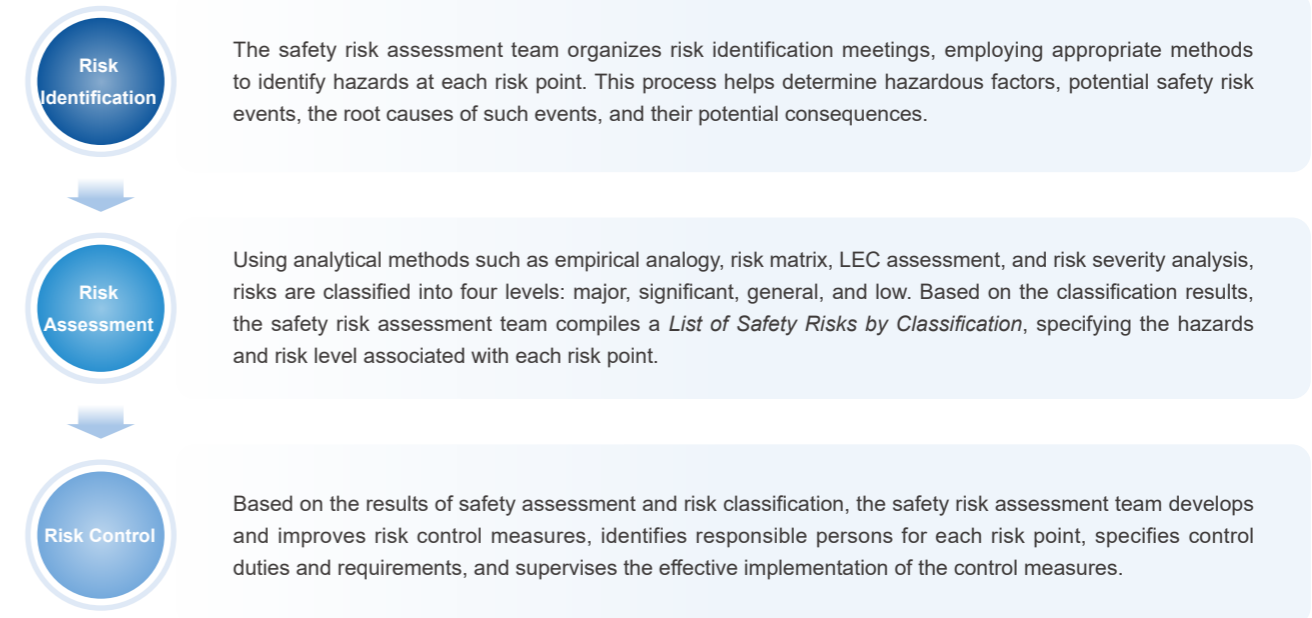 Risk
Identification
The safety risk assessment team organizes risk identification meetings, employing appropriate methods
to identify hazards at each risk point. This process helps determine hazardous factors, potential safety risk
events, the root causes of such events, and their potential consequences.
Risk
Assessment
Using analytical methods such as empirical analogy, risk matrix, LEC assessment, and risk severity analysis,
risks are classified into four levels: major, significant, general, and low. Based on the classification results,
the safety risk assessment team compiles a List of Safety Risks by Classification, specifying the hazards
and risk level associated with each risk point.
Risk Control
Based on the results of safety assessment and risk classification, the safety risk assessment team develops
and improves risk control measures, identifies responsible persons for each risk point, specifies control
duties and requirements, and supervises the effective implementation of the control measures.